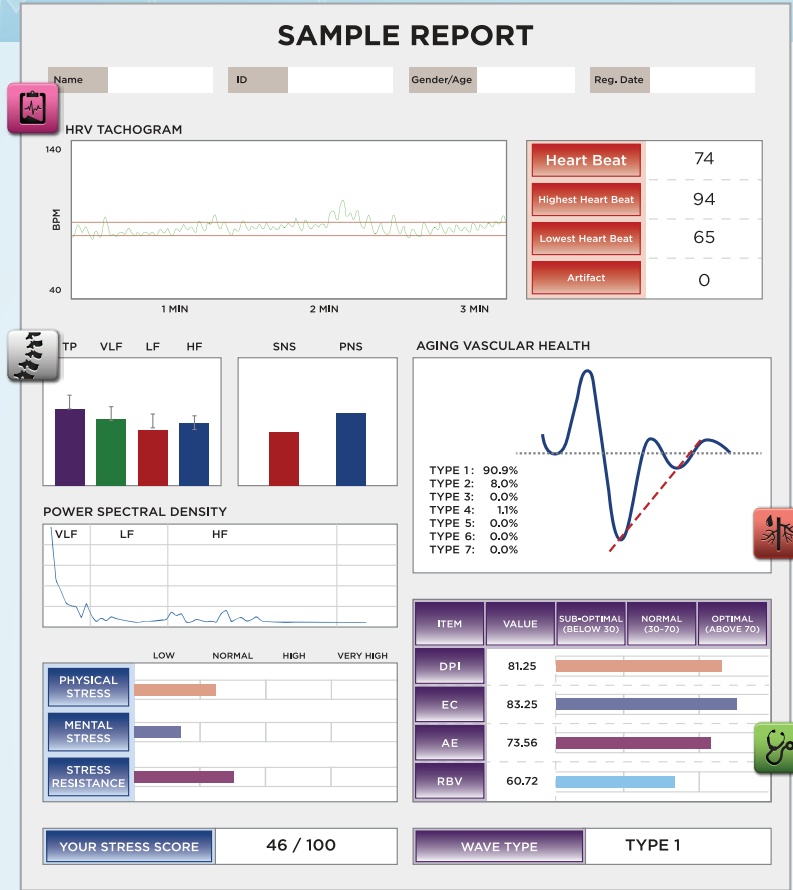 SAMPLE REPORT
Name ID Gender/Age Reg. Date
HRV TACHOGRAM
140
BPM
40
1 MIN 2 MIN 3 MIN
Heart Beat 74
Highest Heart Beat 94
Lowest Heart Beat 65
Artifact 0
TP VLF LF HF
SNS PNS
AGING VASCULAR HEALTH
TYPE 1: 90.9%
TYPE 2: 8.0%
TYPE 3: 0.0%
TYPE 4: 1.1%
TYPE 5: 0.0%
TYPE 6: 0.0%
TYPE 7: 0.0%
POWER SPECTRAL DENSITY
VLF LF HF
LOW NORMAL HIGH VERY HIGH
PHYSICAL
STRESS
MENTAL
STRESS
STRESS
RESISTANCE
ITEM VALUE SUB-OPTIMAL
(BELOW 30) NORMAL
(30-70) OPTIMAL
(ABOVE 70)
DPI 81.25
EC 83.25
AE 73.56
RBV 60.72
YOUR STRESS SCORE 46 / 100
WAVE TYPE TYPE 1